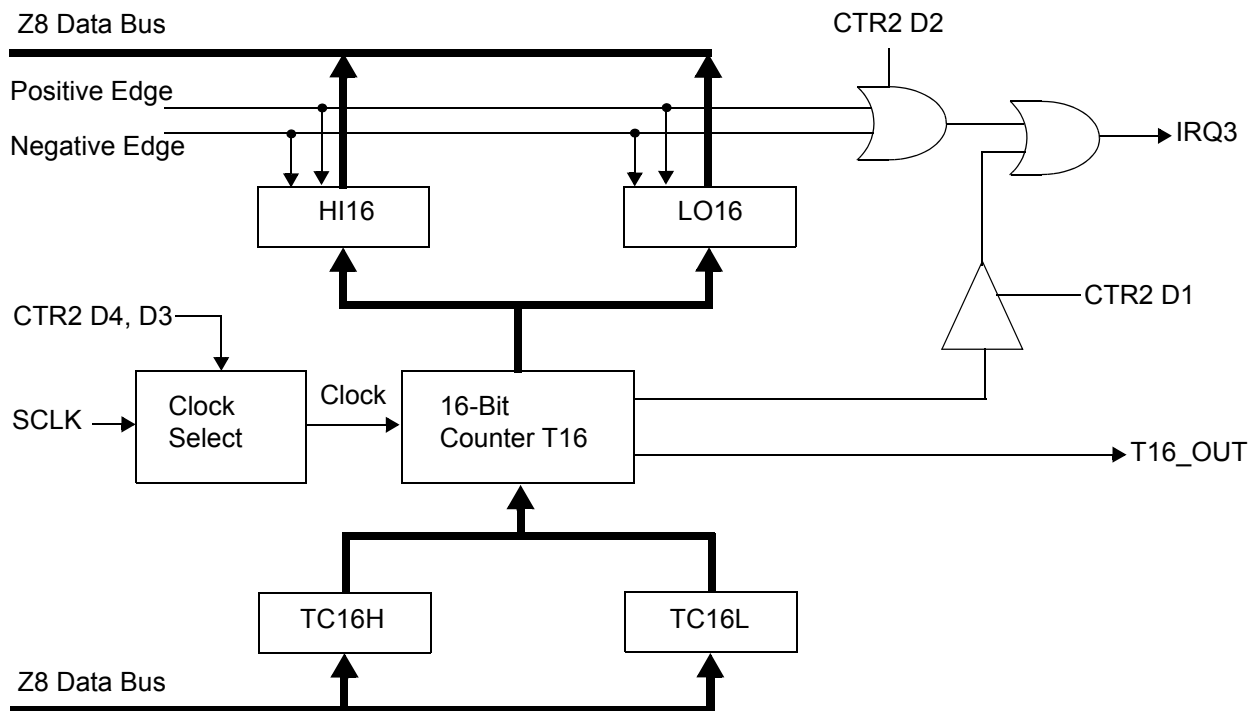 Z8 Data Bus
CTR2 D2
Positive Edge
Negative Edge
IRQ3
HI16
LO16
CTR2 D4, D3
CTR2 D1
SCLK
Clock
Select
Clock
16-Bit
Counter T16
T16_OUT
TC16H
TC16L
Z8 Data Bus